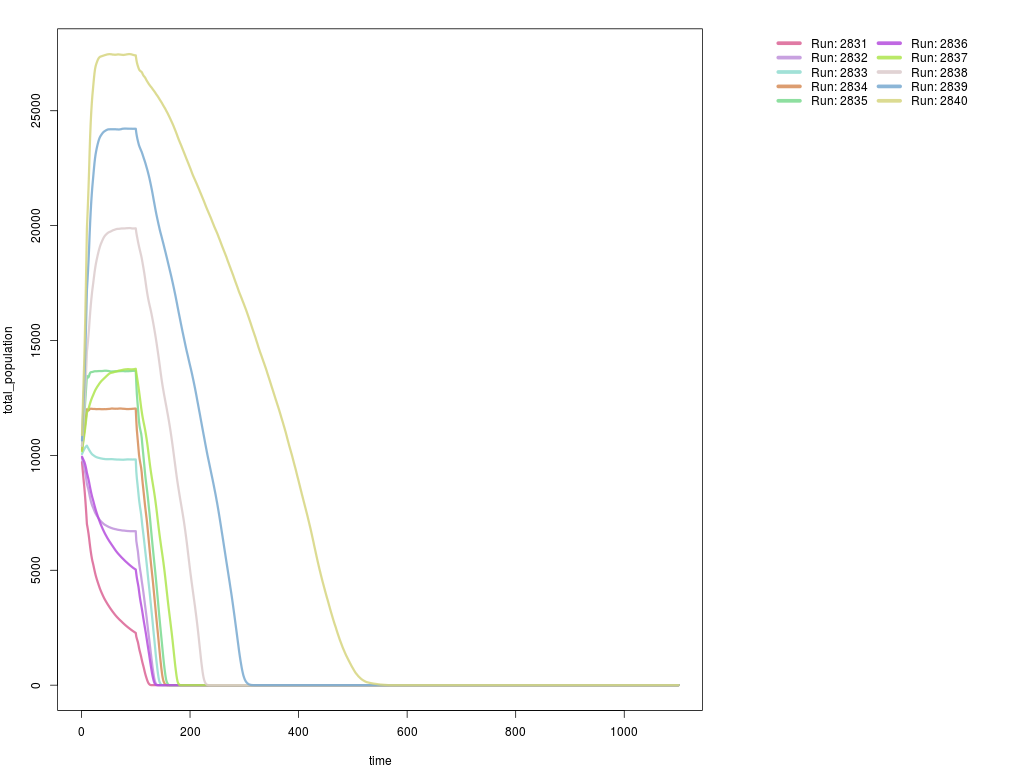 Run: 2831
Run: 2832
Run: 2833
Run: 2834
Run: 2835
Run: 2836
Run: 2837
Run: 2838
Run: 2839
Run: 2840
total_population
25000
20000
15000
10000
5000
0
0
200
400
600
800
1000
time